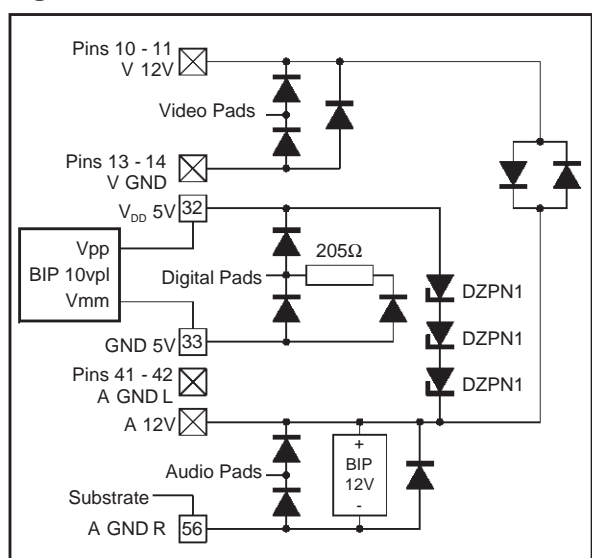 Pins 10 - 11
V 12V
Video Pads
Pins 13 - 14
V GND
VDD 5V
32
205Ω
Vpp
BIP 10vpl
Vmm
Digital Pads
DZPN1
DZPN1
DZPN1
GND 5V
33
Pins 41 - 42
A GND L
A 12V
+
BIP
12V
-
Audio Pads
Substrate
A GND R
56